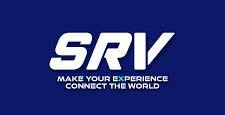 SRV
MAKE YOUR EXPERIENCE
CONNECT THE WORLD